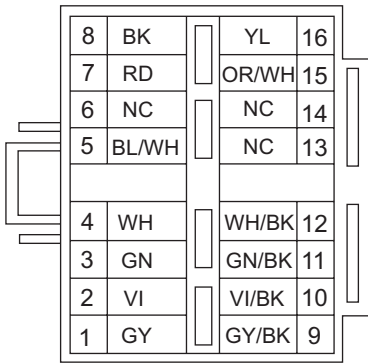 8 BK YL 16
7 RD OR/WH 15
6 NC NC 14
5 BL/WH NC 13
4 WH WH/BK 12
3 GN GN/BK 11
2 VI VI/BK 10
1 GY GY/BK 9